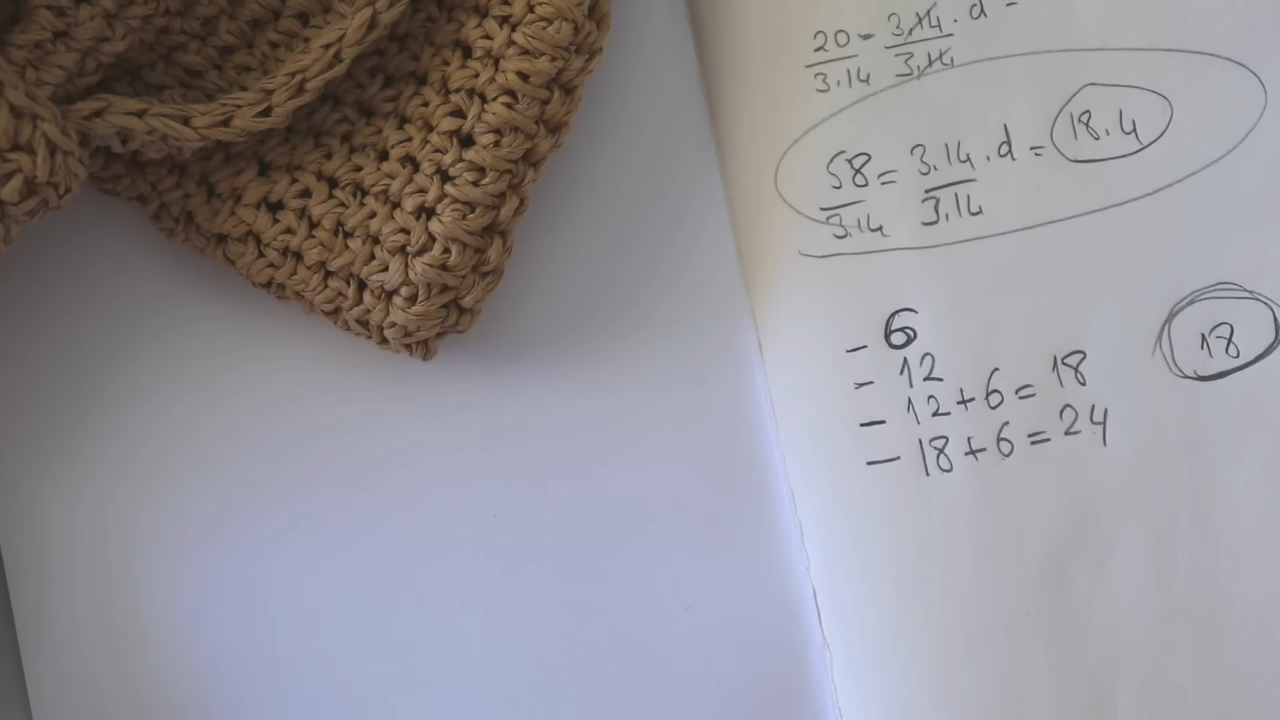 20 - 3.14 . d -
3.14 3.14
58 = 3.14 . d = 18.4
3.14 3.14
- 6
18
- 12
- 12 + 6 = 18
- 18 + 6 = 24